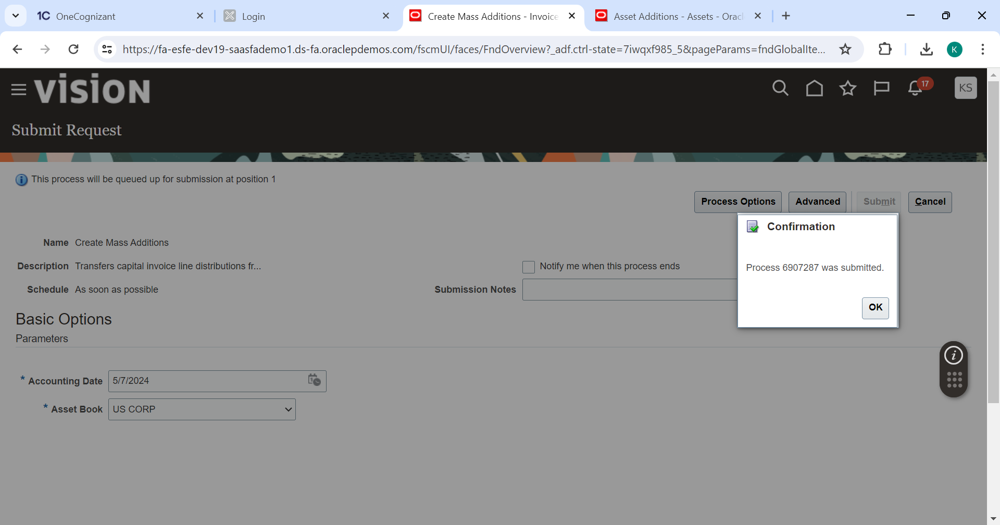 1C OneCognizant
Login
Create Mass Additions - Invoice
Asset Additions - Assets - Orac
https://fa-esfe-dev19-saasfademo1.ds-fa.oraclepdemos.com/fscmUI/faces/FndOverview?_adf.ctrl-state=7iwqxf985_5&pageParams=fndGlobalIte...
K
VISION
17
KS
Submit Request
This process will be queued up for submission at position 1
Process Options
Advanced
Submit
Cancel
Confirmation
Process 6907287 was submitted.
OK
Name Create Mass Additions
Description Transfers capital invoice line distributions fr...
Notify me when this process ends
Schedule As soon as possible
Submission Notes
Basic Options
Parameters
* Accounting Date 5/7/2024
* Asset Book US CORP